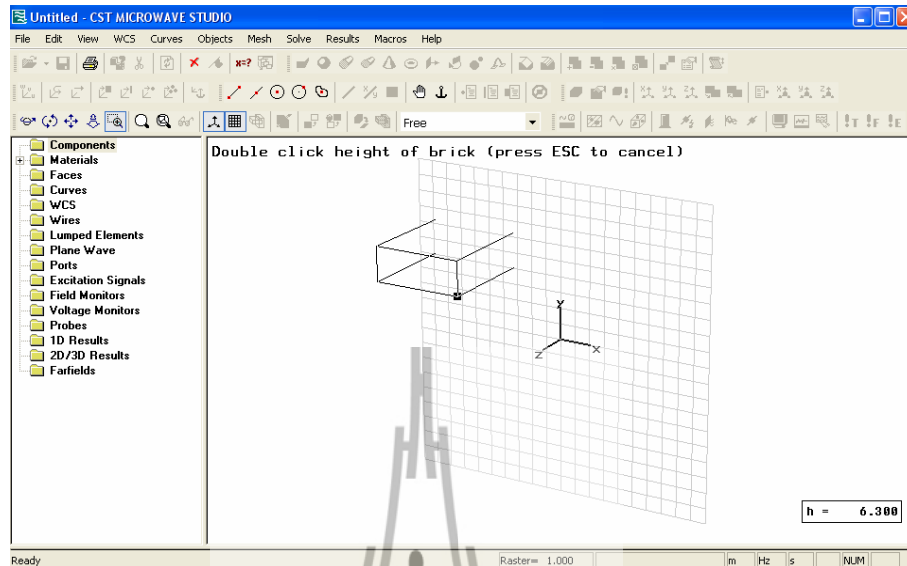 Untitled - CST MICROWAVE STUDIO
File Edit View WCS Curves Objects Mesh Solve Results Macros Help
x=?
Free
!T !F !E
Components
Materials
Faces
Curves
WCS
Wires
Lumped Elements
Plane Wave
Ports
Excitation Signals
Field Monitors
Voltage Monitors
Probes
1D Results
2D/3D Results
Farfields
Double click height of brick (press ESC to cancel)
Y
Z X
h = 6.300
Ready Raster= 1.000 m Hz s NUM